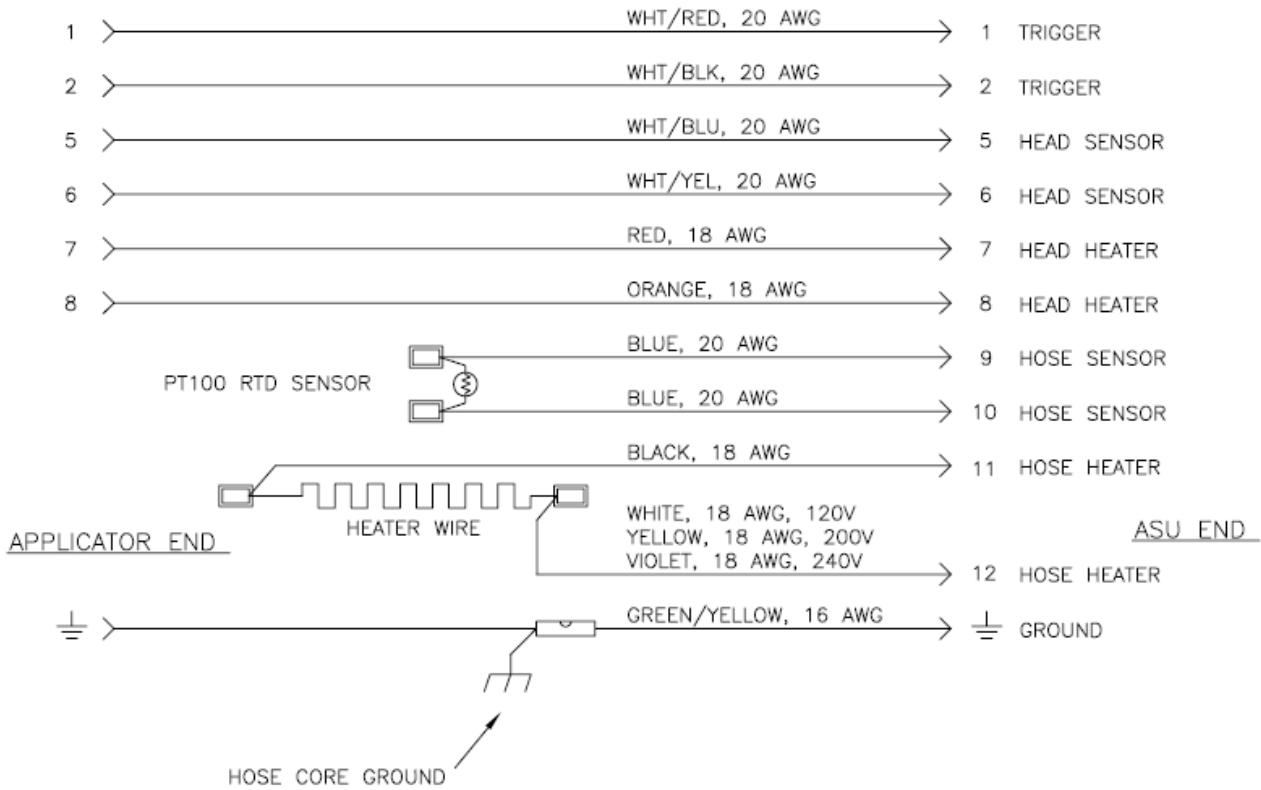 1 WHT/RED, 20 AWG 1 TRIGGER
2 WHT/BLK, 20 AWG 2 TRIGGER
5 WHT/BLU, 20 AWG 5 HEAD SENSOR
6 WHT/YEL, 20 AWG 6 HEAD SENSOR
7 RED, 18 AWG 7 HEAD HEATER
8 ORANGE, 18 AWG 8 HEAD HEATER
BLUE, 20 AWG 9 HOSE SENSOR
PT100 RTD SENSOR
BLUE, 20 AWG 10 HOSE SENSOR
BLACK, 18 AWG 11 HOSE HEATER
HEATER WIRE
WHITE, 18 AWG, 120V
YELLOW, 18 AWG, 200V
VIOLET, 18 AWG, 240V
APPLICATOR END
ASU END
12 HOSE HEATER
GREEN/YELLOW, 16 AWG GROUND
HOSE CORE GROUND